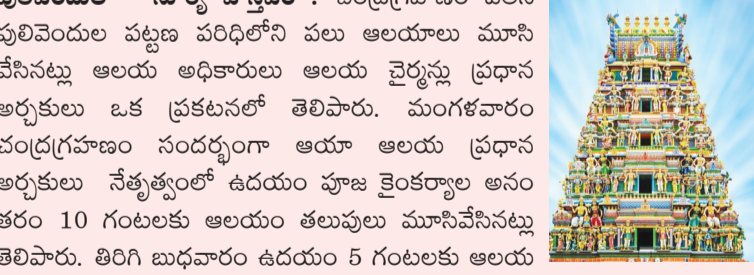 పులివెందుల పట్టణ పరిధిలోని పలు ఆలయాలు మూసి
వేసినట్లు ఆలయ అధికారులు ఆలయ చైర్మన్లు ప్రధాన
అర్చకులు ఒక ప్రకటనలో తెలిపారు. మంగళవారం
చంద్రగ్రహణం సందర్భంగా ఆయా ఆలయ ప్రధాన
అర్చకులు నేతృత్వంలో ఉదయం పూజ కైంకర్యాల అనం
తరం 10 గంటలకు ఆలయం తలుపులు మూసివేసినట్లు
తెలిపారు. తిరిగి బుధవారం ఉదయం 5 గంటలకు ఆలయ